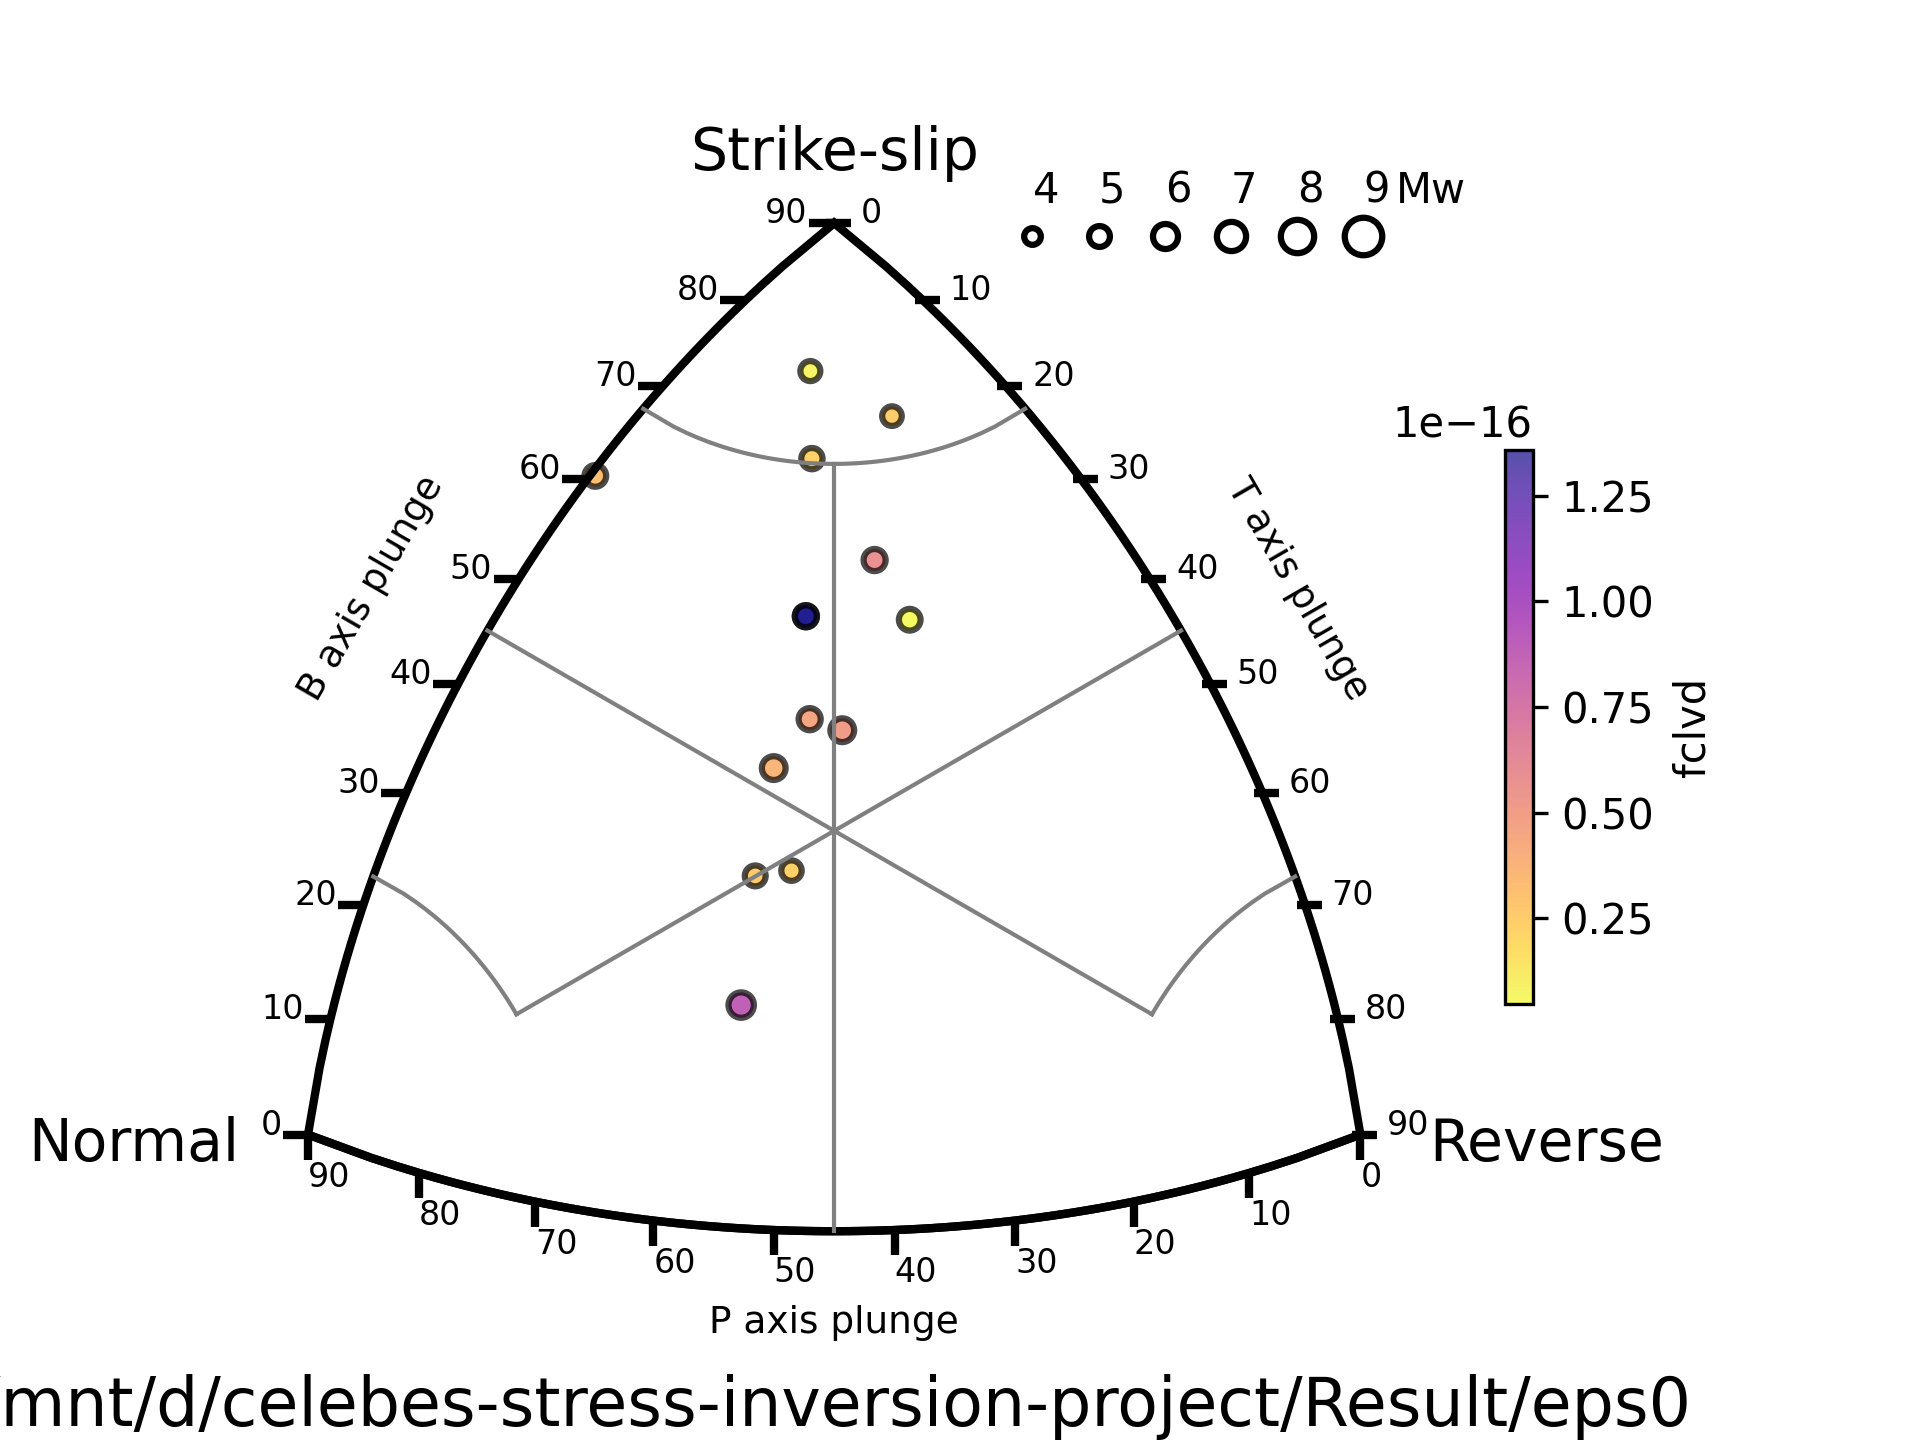 Strike-slip
4 5 6 7 8 9 Mw
90 0
80 10
70 20
1e−16
60 30
1.25
50 40
1.00
B axis plunge
T axis plunge
40 50
0.75
fclvd
30 60
0.50
20 70
0.25
10 80
Normal 0 90 Reverse
90 0
80 10
70 20
60 30
50 40
P axis plunge
mnt/d/celebes-stress-inversion-project/Result/eps0